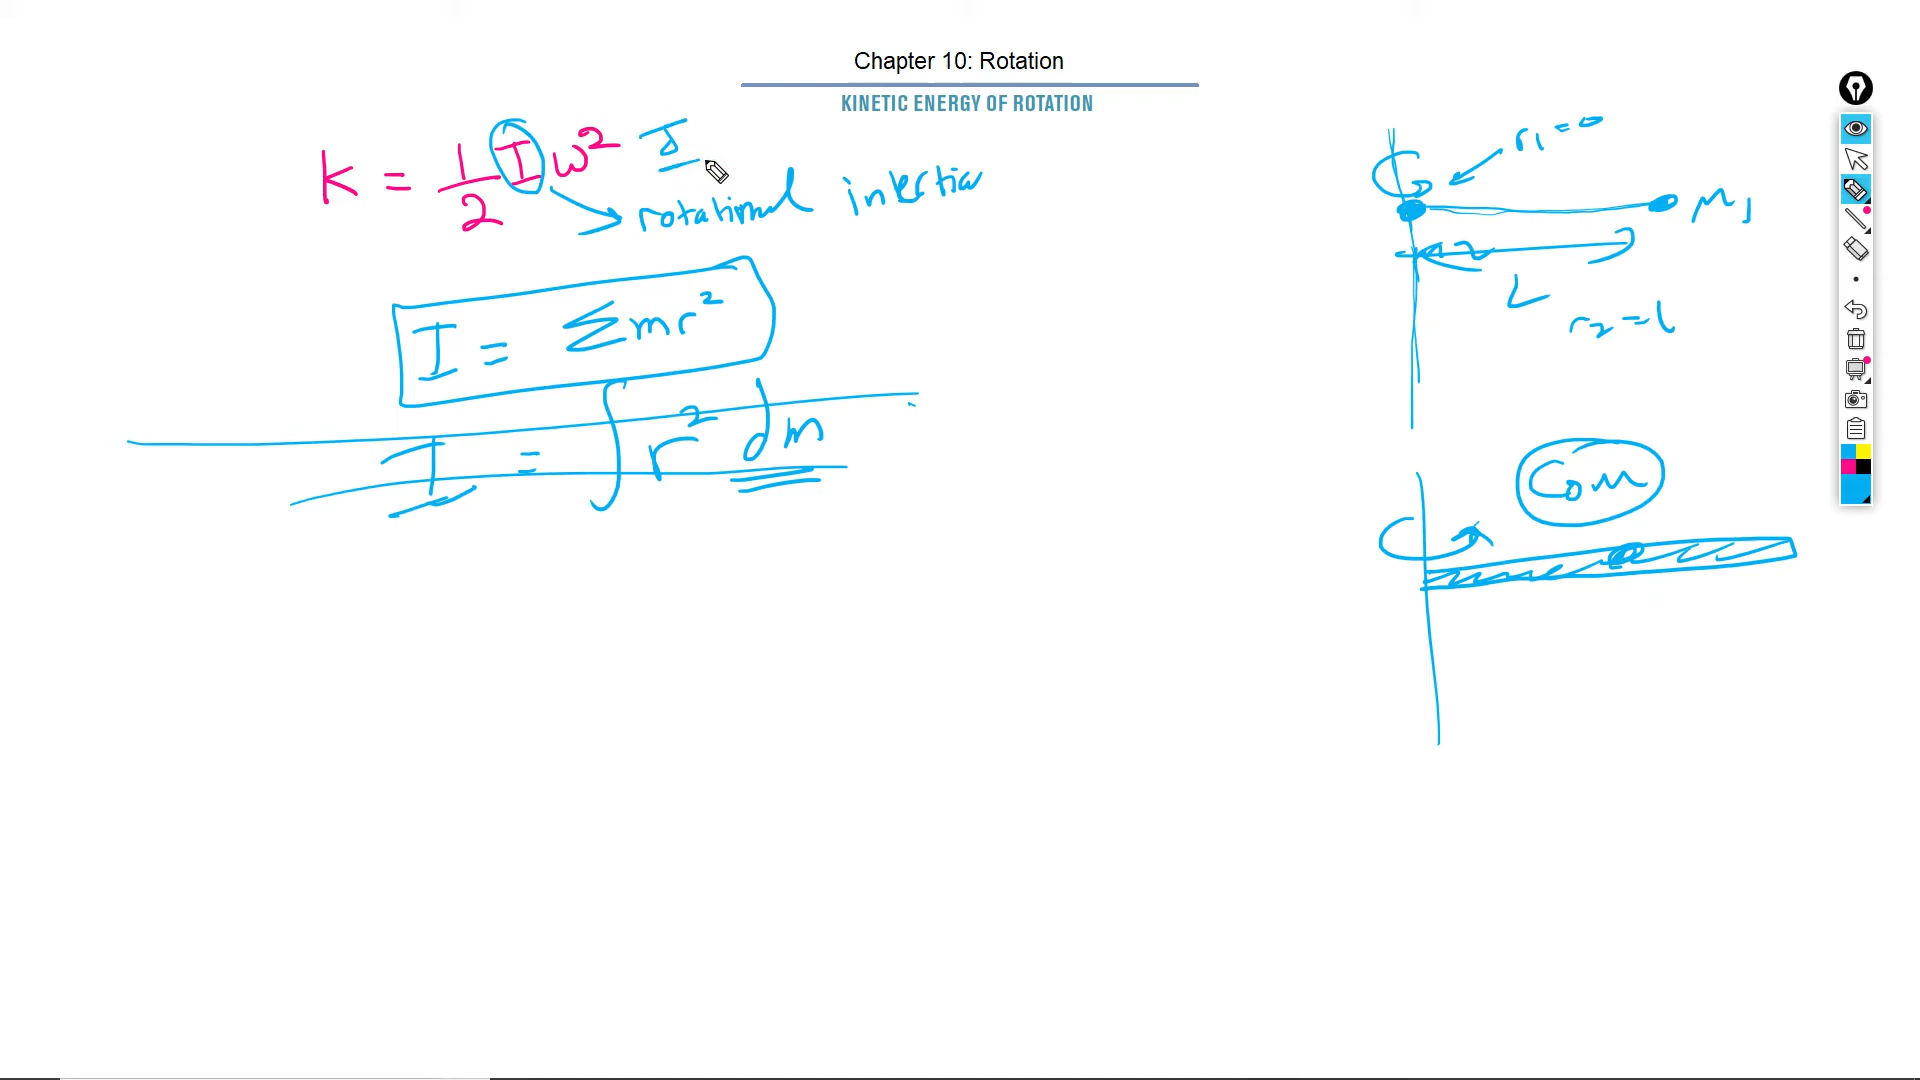 Chapter 10: Rotation
KINETIC ENERGY OF ROTATION
K = 1/2 I ω² J
rotational inertia
I = Σmr²
I = ∫ r² dm
r1 = 0
M1
L
r2 = L
COM